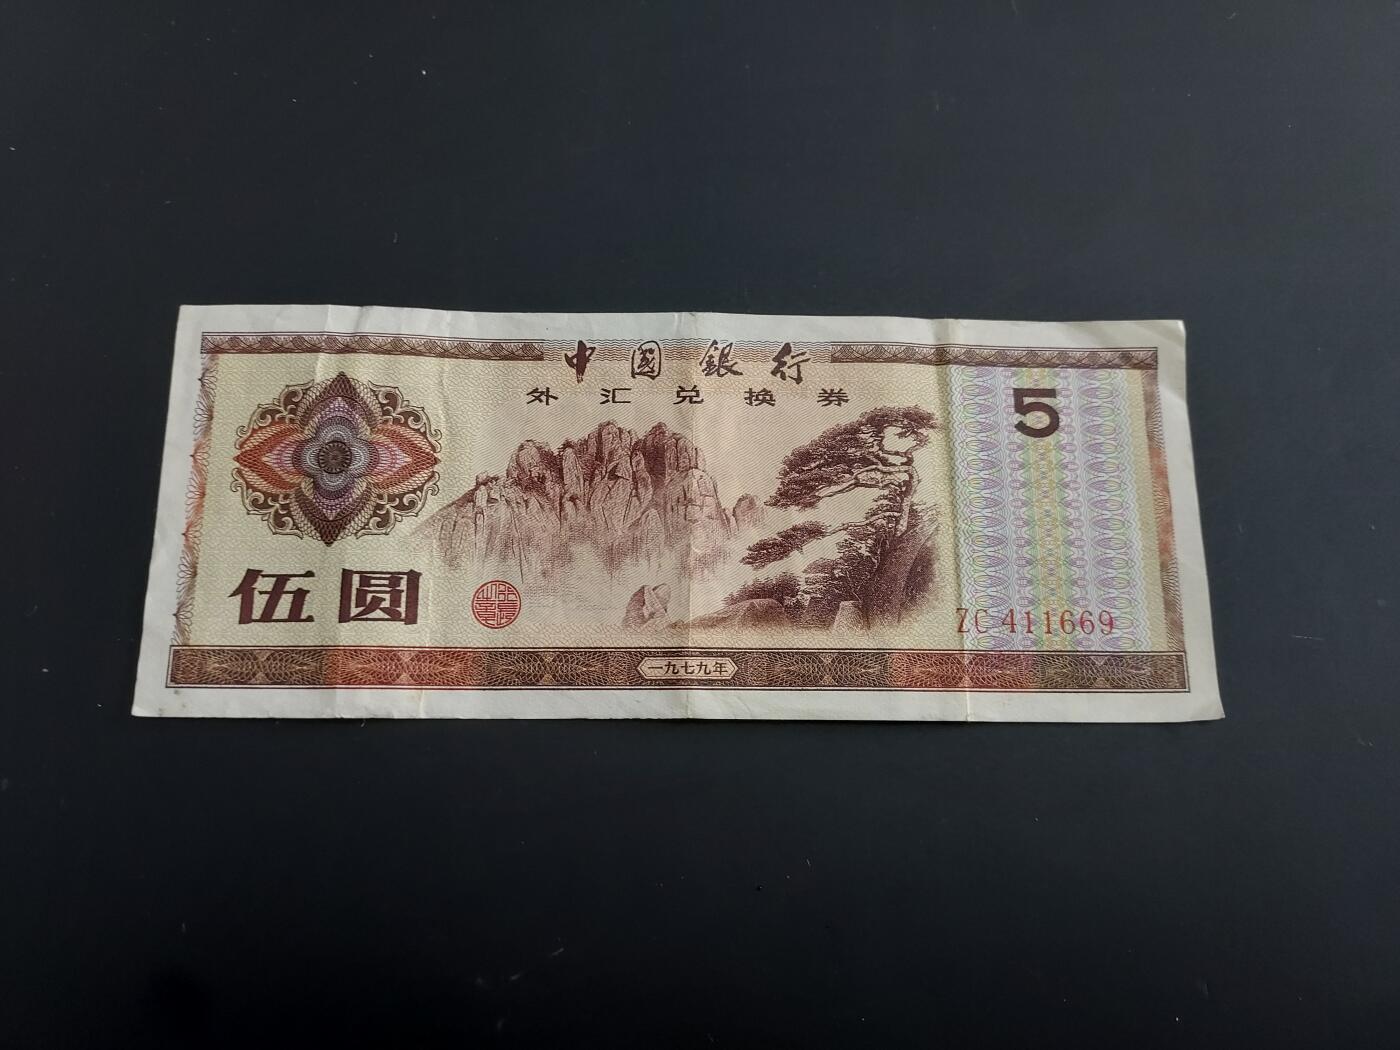 中國銀行
外汇兑换券
5
伍圆
ZC 411669
一九七九年